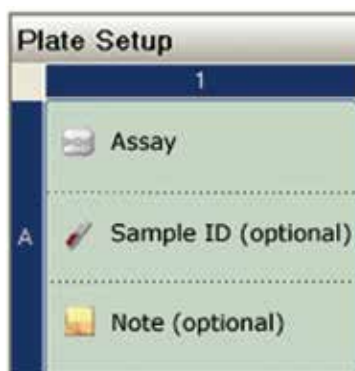 Plate Setup
1
Assay
A
Sample ID (optional)
Note (optional)